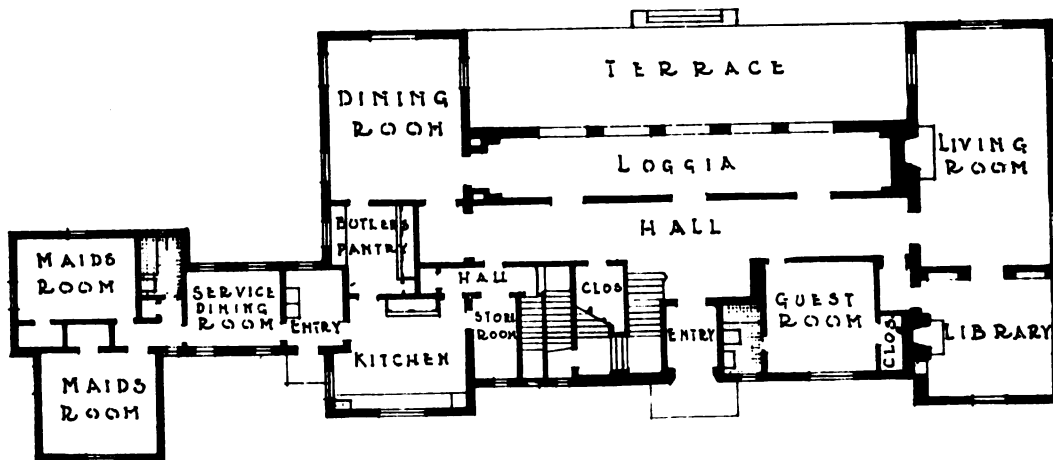 TERRACE
DINING
ROOM
LOGGIA
LIVING
ROOM
HALL
BUTLERS
PANTRY
MAIDS
ROOM
HALL
SERVICE
DINING
ROOM
CLOS
GUEST
ROOM
STORE
ROOM
ENTRY
ENTRY
CLOS
LIBRARY
KITCHEN
MAIDS
ROOM